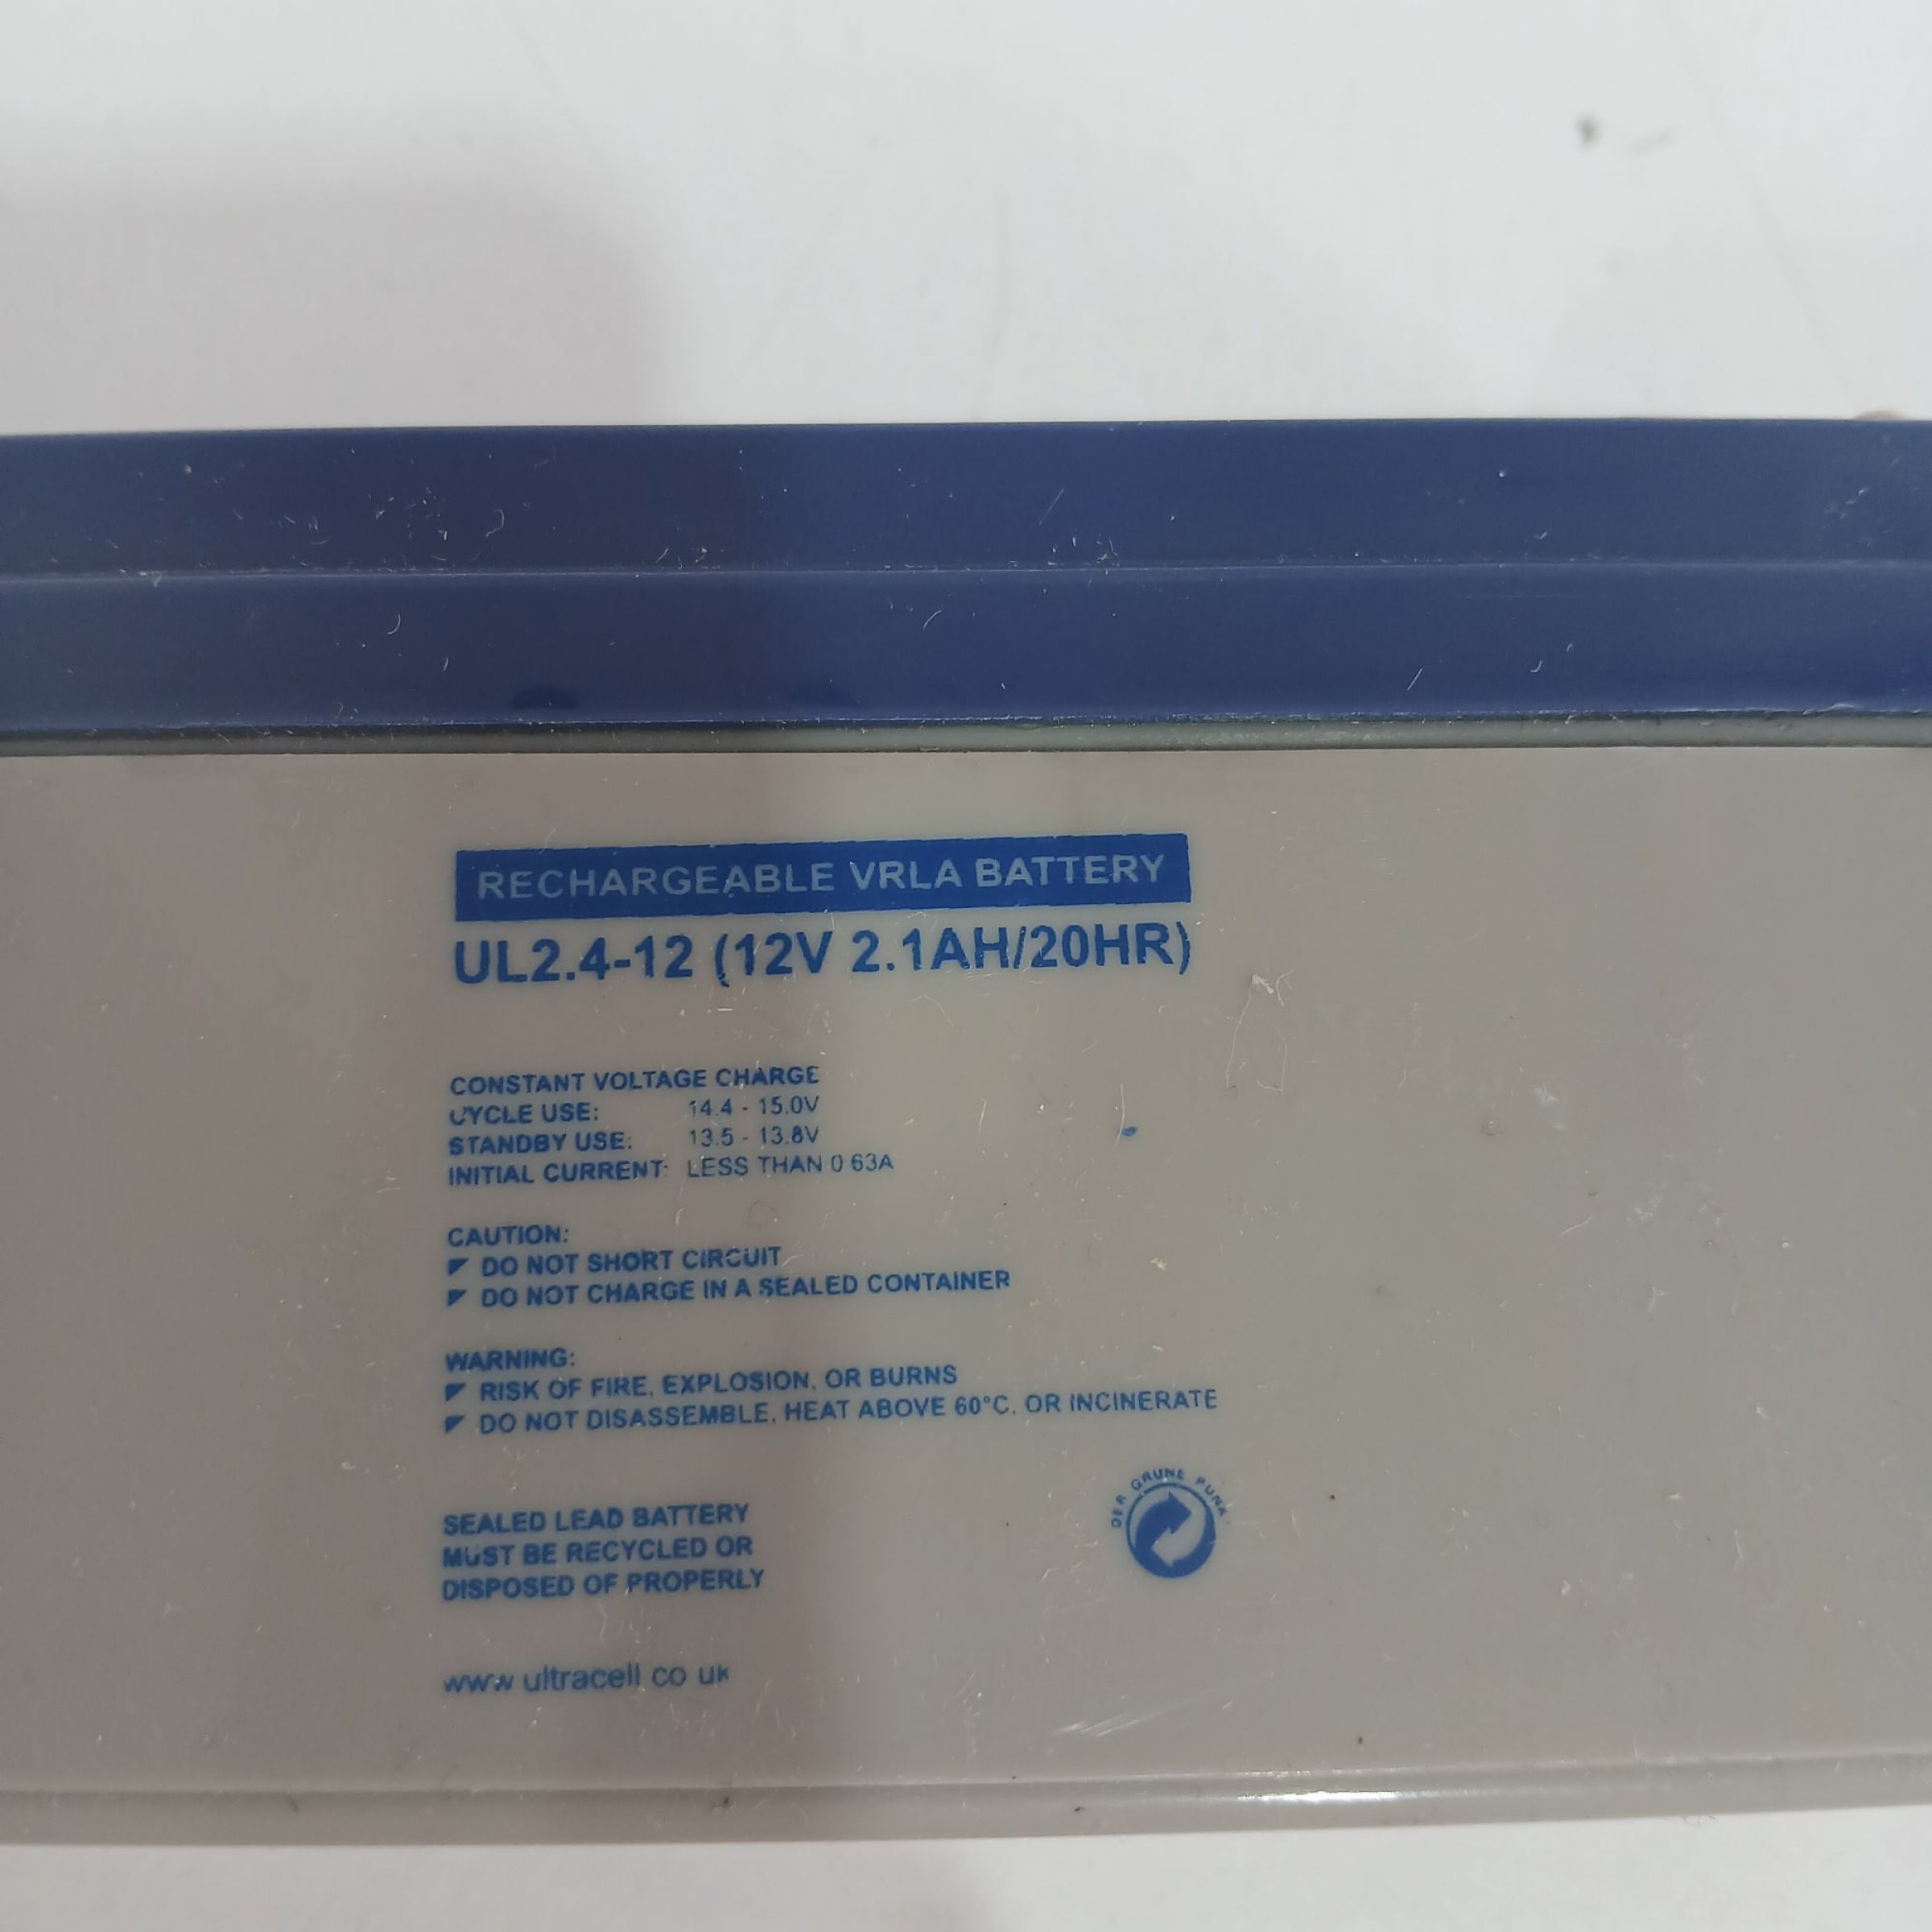 RECHARGEABLE VRLA BATTERY
UL2.4-12 (12V 2.1AH/20HR)
CONSTANT VOLTAGE CHARGE
CYCLE USE: 14.4 - 15.0V
STANDBY USE: 13.5 - 13.8V
INITIAL CURRENT: LESS THAN 0 63A
CAUTION:
DO NOT SHORT CIRCUIT
DO NOT CHARGE IN A SEALED CONTAINER
WARNING:
RISK OF FIRE, EXPLOSION, OR BURNS
DO NOT DISASSEMBLE, HEAT ABOVE 60°C, OR INCINERATE
DER GRUNE PUNK
SEALED LEAD BATTERY
MUST BE RECYCLED OR
DISPOSED OF PROPERLY
www ultracell co uk